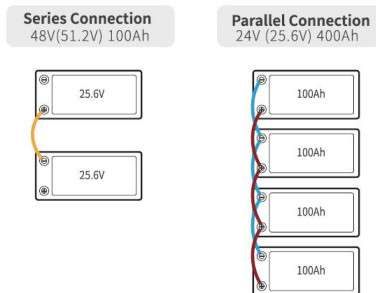 Series Connection
48V(51.2V) 100Ah
25.6V
25.6V
Parallel Connection
24V (25.6V) 400Ah
100Ah
100Ah
100Ah
100Ah